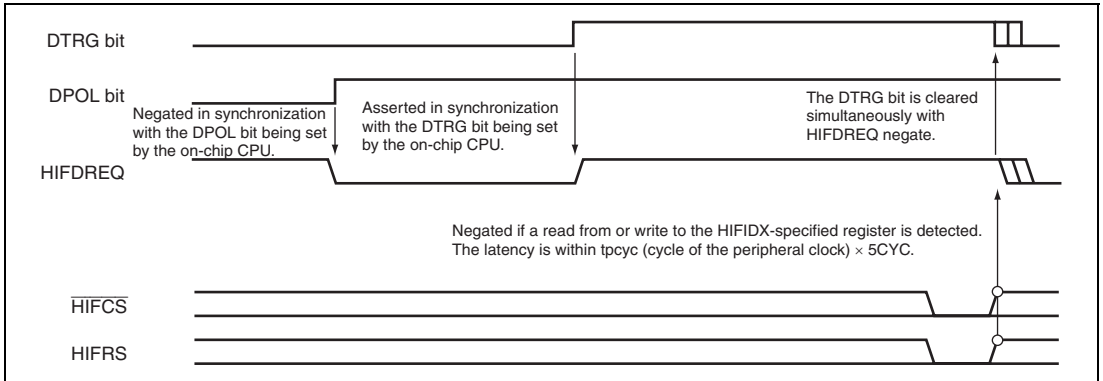 DTRG bit
DPOL bit
Negated in synchronization
with the DPOL bit being set
by the on-chip CPU.
Asserted in synchronization
with the DTRG bit being set
by the on-chip CPU.
The DTRG bit is cleared
simultaneously with
HIFDREQ negate.
HIFDREQ
Negated if a read from or write to the HIFIDX-specified register is detected.
The latency is within tpcyc (cycle of the peripheral clock) × 5CYC.
HIFCS
HIFRS